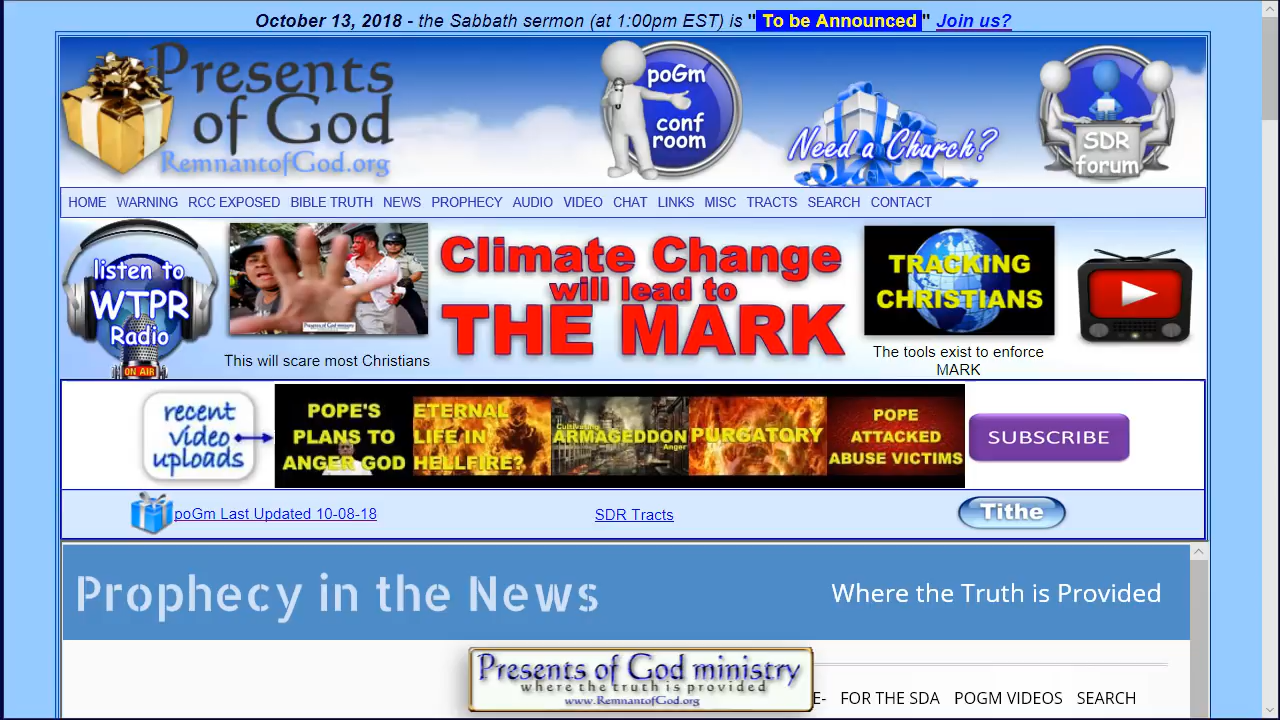 October 13, 2018 - the Sabbath sermon (at 1:00pm EST) is " To be Announced " Join us?
Presents
of God
RemnantofGod.org
poGm
conf
room
Need a Church?
SDR
forum
HOME WARNING RCC EXPOSED BIBLE TRUTH NEWS PROPHECY AUDIO VIDEO CHAT LINKS MISC TRACTS SEARCH CONTACT
listen to
WTPR
Radio
ON AIR
Presents of God ministry
This will scare most Christians
Climate Change
will lead to
THE MARK
TRACKING
CHRISTIANS
The tools exist to enforce
MARK
recent
video
uploads
POPE'S
PLANS TO
ANGER GOD
ETERNAL
LIFE IN
HELLFIRE?
Cultivating
ARMAGEDDON
Anger
PURGATORY
POPE
ATTACKED
ABUSE VICTIMS
SUBSCRIBE
poGm Last Updated 10-08-18
SDR Tracts
Tithe
Prophecy in the News
Where the Truth is Provided
Presents of God ministry
where the truth is provided
www.RemnantofGod.org
E- FOR THE SDA POGM VIDEOS SEARCH